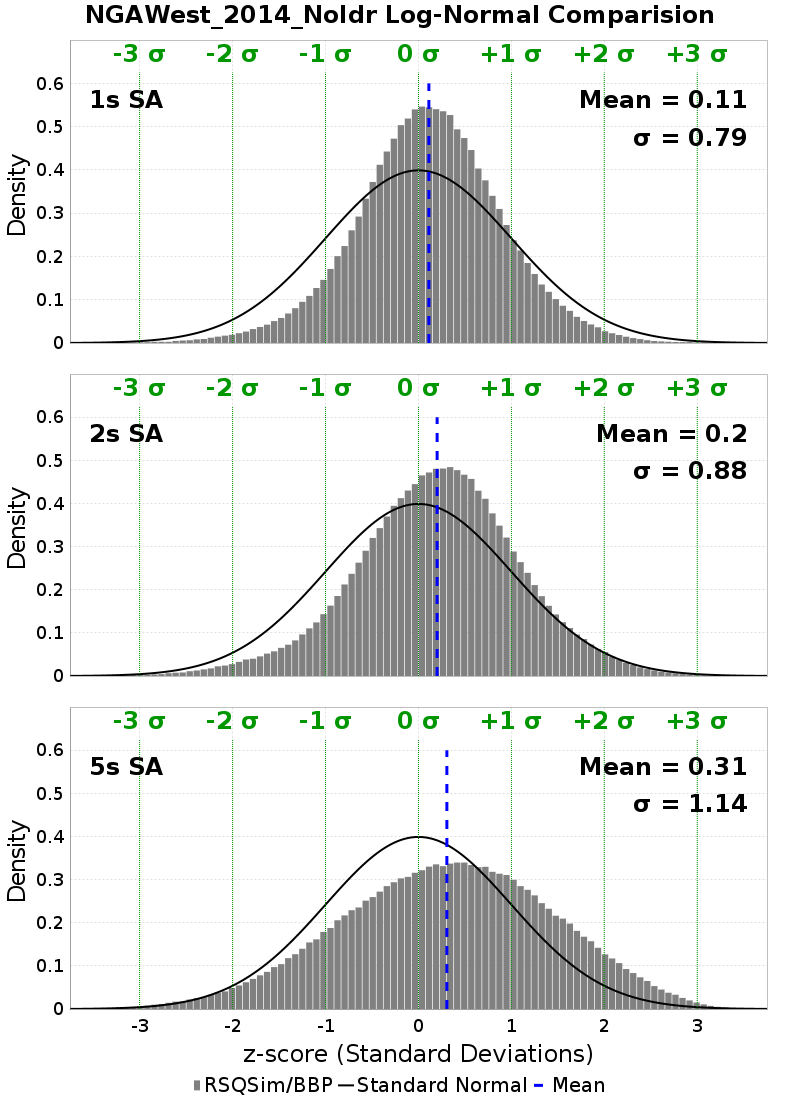 NGAWest_2014_NoIdr Log-Normal Comparision
-3 σ -2 σ -1 σ 0 σ +1 σ +2 σ +3 σ
1s SA
Mean = 0.11
σ = 0.79
0.6
0.5
0.4
0.3
0.2
0.1
0
Density
-3 σ -2 σ -1 σ 0 σ +1 σ +2 σ +3 σ
2s SA
Mean = 0.2
σ = 0.88
0.6
0.5
0.4
0.3
0.2
0.1
0
Density
-3 σ -2 σ -1 σ 0 σ +1 σ +2 σ +3 σ
5s SA
Mean = 0.31
σ = 1.14
0.6
0.5
0.4
0.3
0.2
0.1
0
Density
-3 -2 -1 0 1 2 3
z-score (Standard Deviations)
RSQSim/BBP Standard Normal Mean